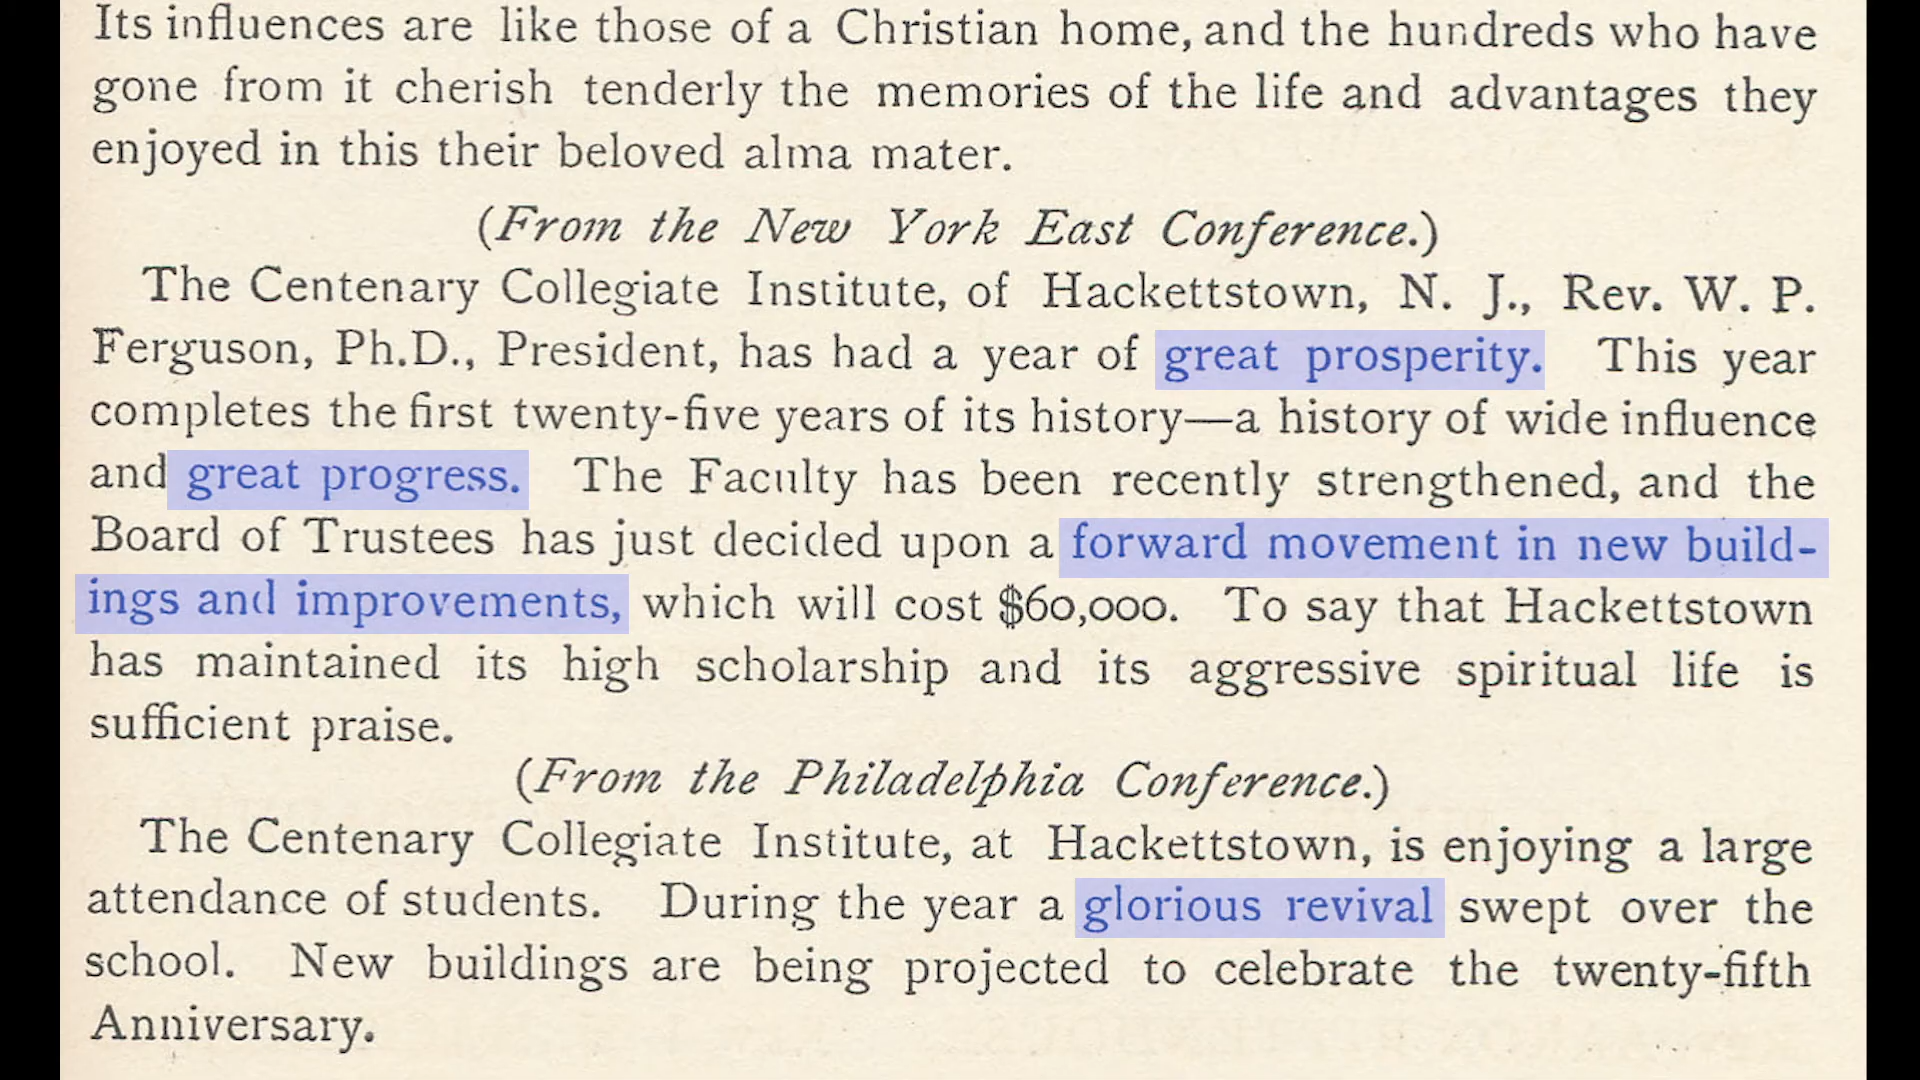 Its influences are like those of a Christian home, and the hundreds who have
gone from it cherish tenderly the memories of the life and advantages they
enjoyed in this their beloved alma mater.
(From the New York East Conference.)
The Centenary Collegiate Institute, of Hackettstown, N. J., Rev. W. P.
Ferguson, Ph.D., President, has had a year of great prosperity. This year
completes the first twenty-five years of its history—a history of wide influence
and great progress. The Faculty has been recently strengthened, and the
Board of Trustees has just decided upon a forward movement in new build-
ings and improvements, which will cost $60,000. To say that Hackettstown
has maintained its high scholarship and its aggressive spiritual life is
sufficient praise.
(From the Philadelphia Conference.)
The Centenary Collegiate Institute, at Hackettstown, is enjoying a large
attendance of students. During the year a glorious revival swept over the
school. New buildings are being projected to celebrate the twenty-fifth
Anniversary.